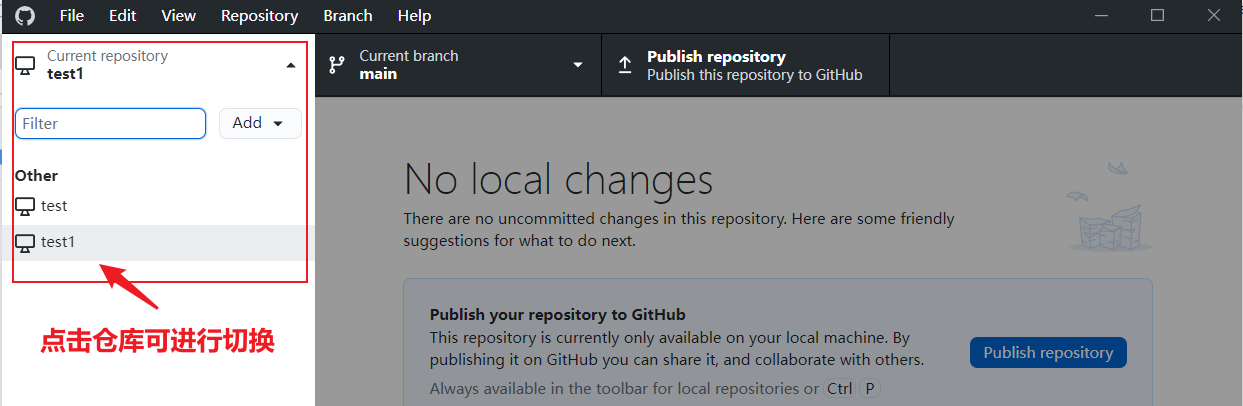 File Edit View Repository Branch Help
Current repository
test1
Current branch
main
Publish repository
Publish this repository to GitHub
Filter
Add
Other
test
test1
点击仓库可进行切换
No local changes
There are no uncommitted changes in this repository. Here are some friendly
suggestions for what to do next.
Publish your repository to GitHub
This repository is currently only available on your local machine. By
publishing it on GitHub you can share it, and collaborate with others.
Always available in the toolbar for local repositories or Ctrl P
Publish repository